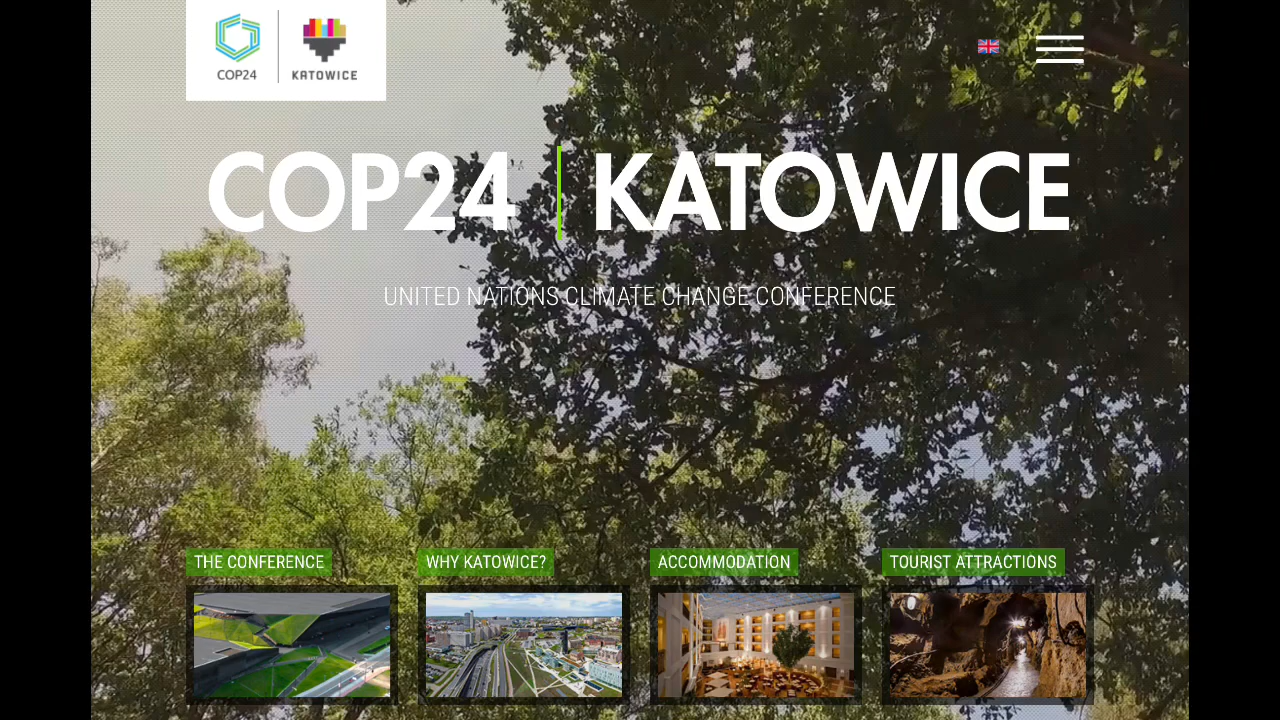 COP24
KATOWICE
COP24 | KATOWICE
UNITED NATIONS CLIMATE CHANGE CONFERENCE
THE CONFERENCE
WHY KATOWICE?
ACCOMMODATION
TOURIST ATTRACTIONS